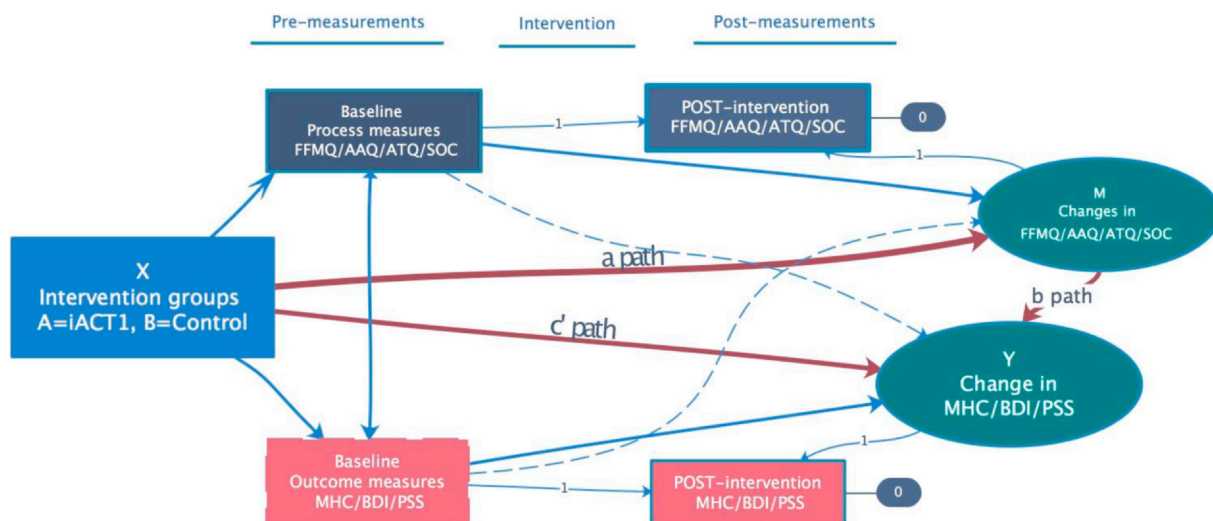 Pre-measurements
Intervention
Post-measurements
Baseline
Process measures
FFMQ/AAQ/ATQ/SOC
1
POST-intervention
FFMQ/AAQ/ATQ/SOC
0
1
M
Changes in
FFMQ/AAQ/ATQ/SOC
X
Intervention groups
A=iACT1, B=Control
a path
b path
c' path
Y
Change in
MHC/BDI/PSS
1
Baseline
Outcome measures
MHC/BDI/PSS
1
POST-intervention
MHC/BDI/PSS
0